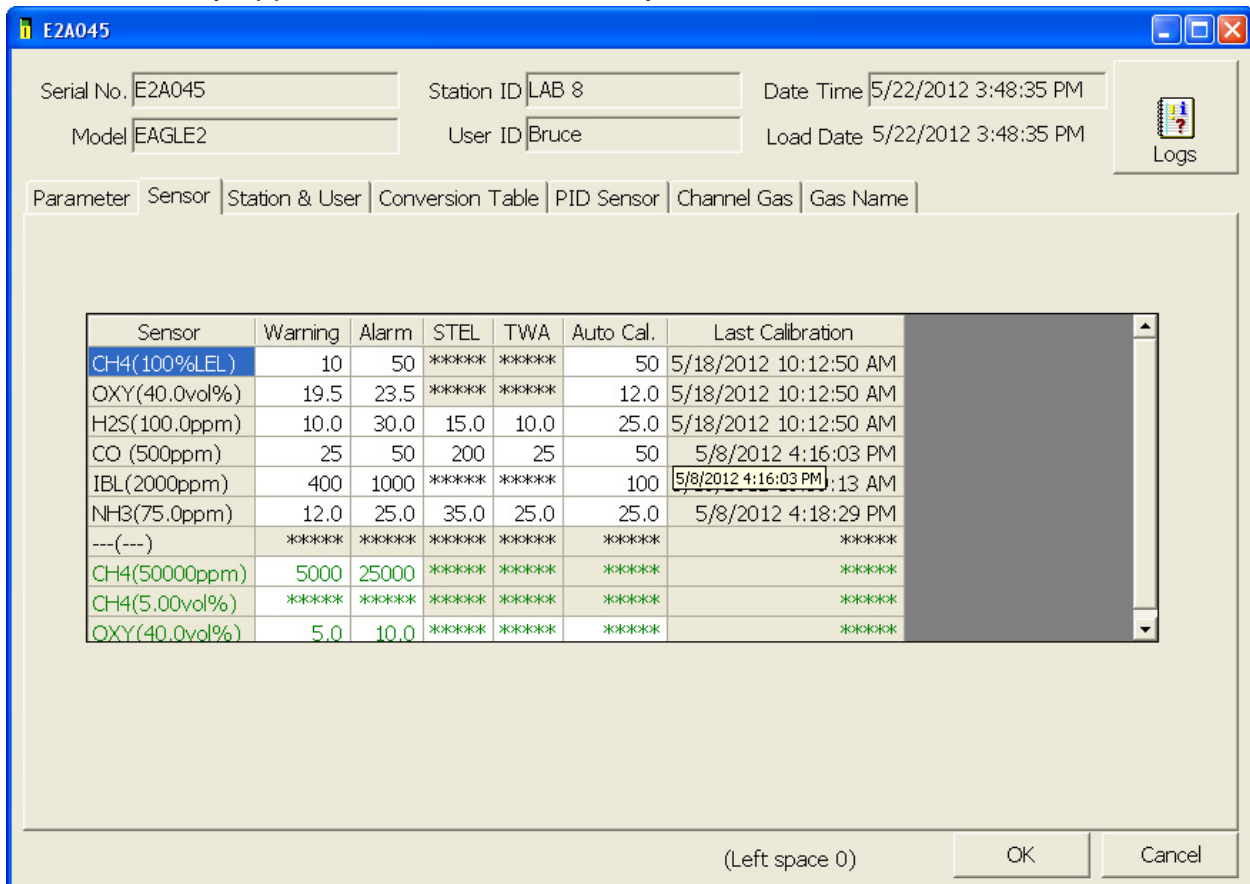 E2A045
Serial No. E2A045 Station ID LAB 8 Date Time 5/22/2012 3:48:35 PM
Model EAGLE2 User ID Bruce Load Date 5/22/2012 3:48:35 PM
Logs
Parameter Sensor Station & User Conversion Table PID Sensor Channel Gas Gas Name
Sensor Warning Alarm STEL TWA Auto Cal. Last Calibration
CH4(100%LEL) 10 50 ***** ***** 50 5/18/2012 10:12:50 AM
OXY(40.0vol%) 19.5 23.5 ***** ***** 12.0 5/18/2012 10:12:50 AM
H2S(100.0ppm) 10.0 30.0 15.0 10.0 25.0 5/18/2012 10:12:50 AM
CO (500ppm) 25 50 200 25 50 5/8/2012 4:16:03 PM
IBL(2000ppm) 400 1000 ***** ***** 100 5/8/2012 4:16:03 PM :13 AM
NH3(75.0ppm) 12.0 25.0 35.0 25.0 25.0 5/8/2012 4:18:29 PM
---(---) ***** ***** ***** ***** ***** *****
CH4(50000ppm) 5000 25000 ***** ***** ***** *****
CH4(5.00vol%) ***** ***** ***** ***** ***** *****
OXY(40.0vol%) 5.0 10.0 ***** ***** ***** *****
(Left space 0) OK Cancel